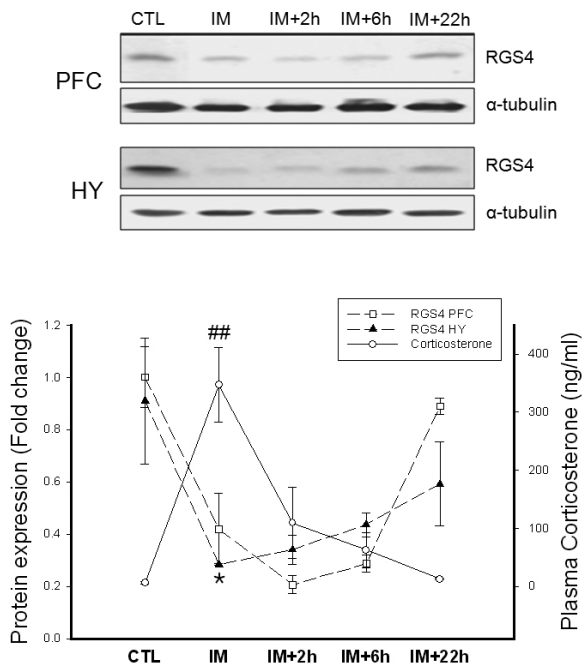 CTL IM IM+2h IM+6h IM+22h
PFC
RGS4
α-tubulin
HY
RGS4
α-tubulin
RGS4 PFC
RGS4 HY
Corticosterone
Protein expression (Fold change)
1.2
1.0
0.8
0.6
0.4
0.2
0.0
##
*
400
300
200
100
0
Plasma Corticosterone (ng/ml)
CTL IM IM+2h IM+6h IM+22h